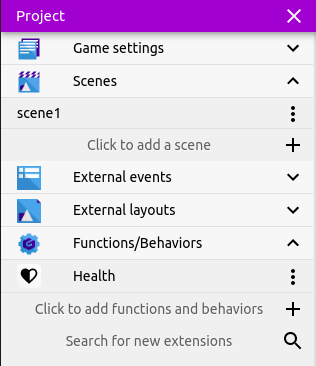 Project
Game settings
Scenes
scene1
Click to add a scene
External events
External layouts
Functions/Behaviors
Health
Click to add functions and behaviors
Search for new extensions